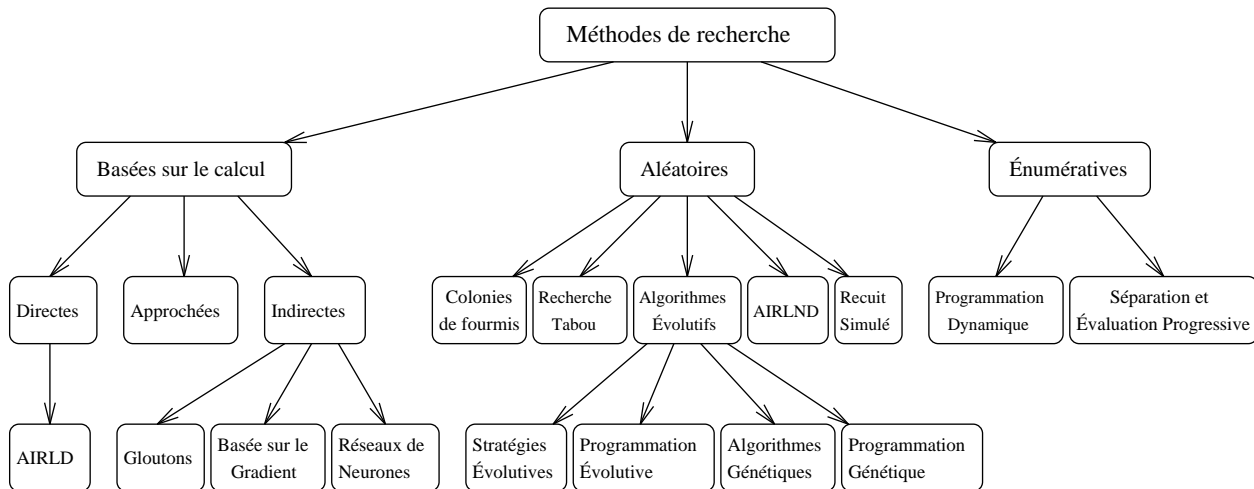 Méthodes de recherche
Basées sur le calcul
Aléatoires
Énumératives
Directes
Approchées
Indirectes
Colonies
de fourmis
Recherche
Tabou
Algorithmes
Évolutifs
AIRLND
Recuit
Simulé
Programmation
Dynamique
Séparation et
Évaluation Progressive
AIRLD
Gloutons
Basée sur le
Gradient
Réseaux de
Neurones
Stratégies
Évolutives
Programmation
Évolutive
Algorithmes
Génétiques
Programmation
Génétique